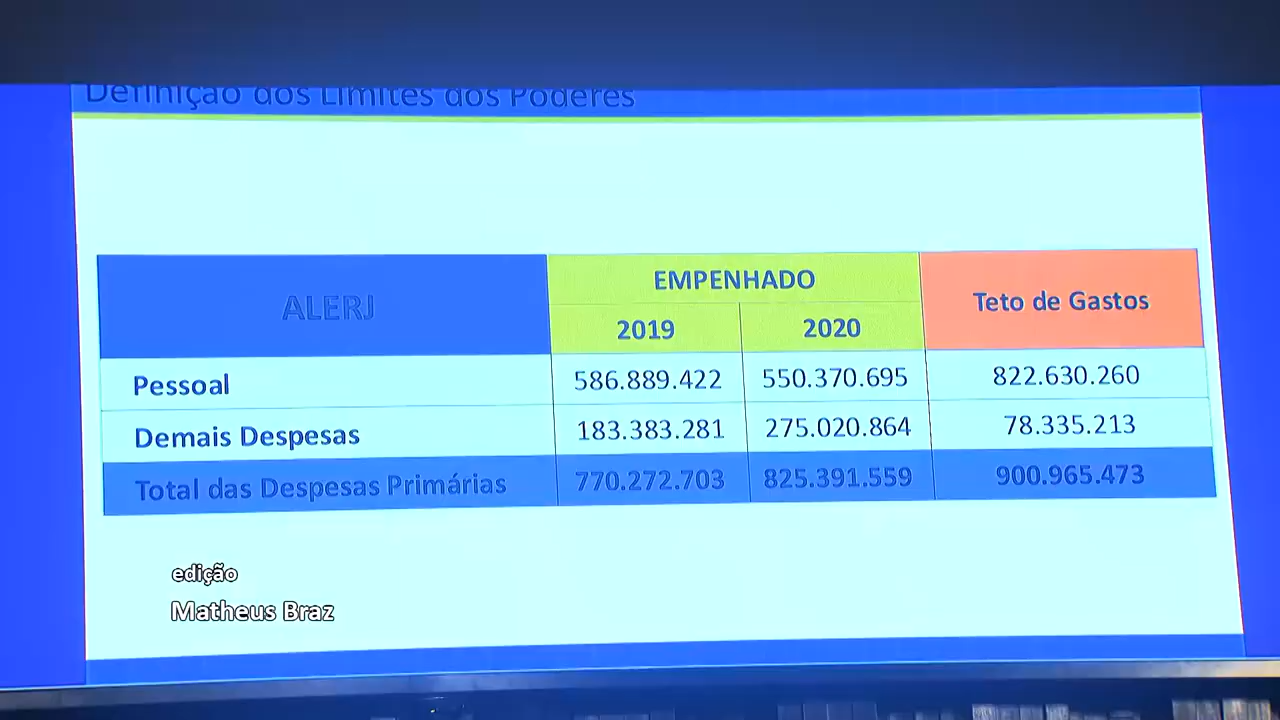 Definição dos Limites dos Poderes
ALERJ
EMPENHADO
Teto de Gastos
2019 2020
Pessoal 586.889.422 550.370.695 822.630.260
Demais Despesas 183.383.281 275.020.864 78.335.213
Total das Despesas Primárias 770.272.703 825.391.559 900.965.473
edição
Matheus Braz